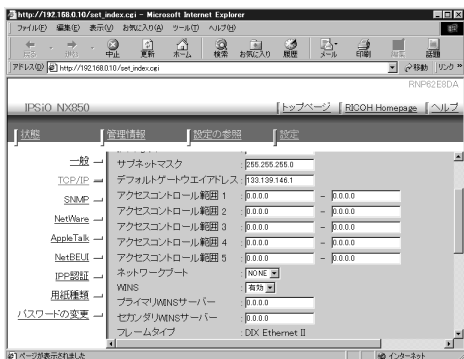 http://192.168.0.10/set_index.cgi - Microsoft Internet Explorer
ファイル(F) 編集(E) 表示(V) お気に入り(A) ツール(T) ヘルプ(H)
戻る 進む 中止 更新 ホーム 検索 お気に入り 履歴 メール 印刷 編集 話題
アドレス(D) http://192.168.0.10/set_index.cgi 移動 リンク »
RNP62E8DA
IPSiO NX850 トップページ RICOH Homepage ヘルプ
状態 管理情報 設定の参照 設定
一般
TCP/IP
SNMP
NetWare
AppleTalk
NetBEUI
IPP認証
用紙種類
パスワードの変更
サブネットマスク : 255.255.255.0
デフォルトゲートウエイアドレス : 133.139.146.1
アクセスコントロール範囲 1 : 0.0.0.0 - 0.0.0.0
アクセスコントロール範囲 2 : 0.0.0.0 - 0.0.0.0
アクセスコントロール範囲 3 : 0.0.0.0 - 0.0.0.0
アクセスコントロール範囲 4 : 0.0.0.0 - 0.0.0.0
アクセスコントロール範囲 5 : 0.0.0.0 - 0.0.0.0
ネットワークブート : NONE
WINS : 有効
プライマリWINSサーバー : 0.0.0.0
セカンダリWINSサーバー : 0.0.0.0
フレームタイプ : DIX Ethernet II
ページが表示されました インターネット